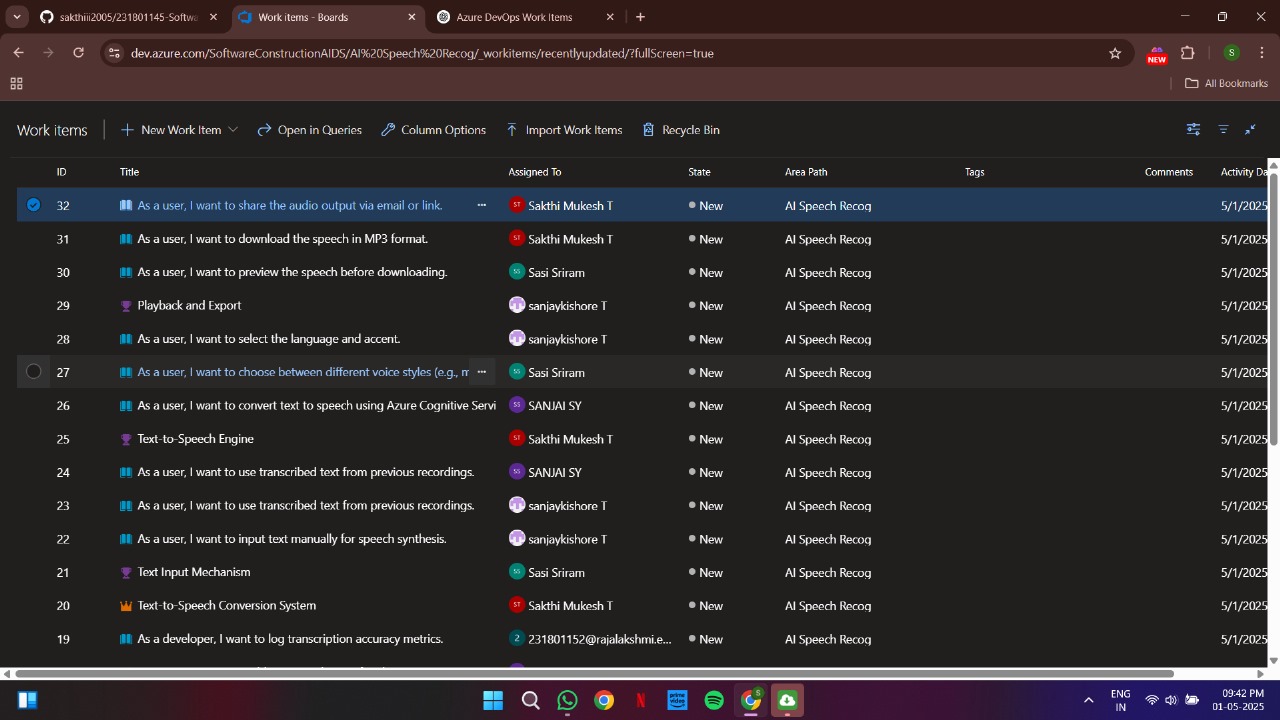 sakthiii2005/231801145-Softwa
Work items - Boards
Azure DevOps Work Items
dev.azure.com/SoftwareConstructionAIDS/AI%20Speech%20Recog/_workitems/recentlyupdated/?fullScreen=true
NEW
S
All Bookmarks
Work items
New Work Item
Open in Queries
Column Options
Import Work Items
Recycle Bin
ID Title Assigned To State Area Path Tags Comments Activity Da
32 As a user, I want to share the audio output via email or link. ... ST Sakthi Mukesh T New AI Speech Recog 5/1/2025
31 As a user, I want to download the speech in MP3 format. ST Sakthi Mukesh T New AI Speech Recog 5/1/2025
30 As a user, I want to preview the speech before downloading. SS Sasi Sriram New AI Speech Recog 5/1/2025
29 Playback and Export sanjaykishore T New AI Speech Recog 5/1/2025
28 As a user, I want to select the language and accent. sanjaykishore T New AI Speech Recog 5/1/2025
27 As a user, I want to choose between different voice styles (e.g., m ... SS Sasi Sriram New AI Speech Recog 5/1/2025
26 As a user, I want to convert text to speech using Azure Cognitive Servi SS SANJAI SY New AI Speech Recog 5/1/2025
25 Text-to-Speech Engine ST Sakthi Mukesh T New AI Speech Recog 5/1/2025
24 As a user, I want to use transcribed text from previous recordings. SS SANJAI SY New AI Speech Recog 5/1/2025
23 As a user, I want to use transcribed text from previous recordings. sanjaykishore T New AI Speech Recog 5/1/2025
22 As a user, I want to input text manually for speech synthesis. sanjaykishore T New AI Speech Recog 5/1/2025
21 Text Input Mechanism SS Sasi Sriram New AI Speech Recog 5/1/2025
20 Text-to-Speech Conversion System ST Sakthi Mukesh T New AI Speech Recog 5/1/2025
19 As a developer, I want to log transcription accuracy metrics. 2 231801152@rajalakshmi.e... New AI Speech Recog 5/1/2025
ENG
IN
09:42 PM
01-05-2025